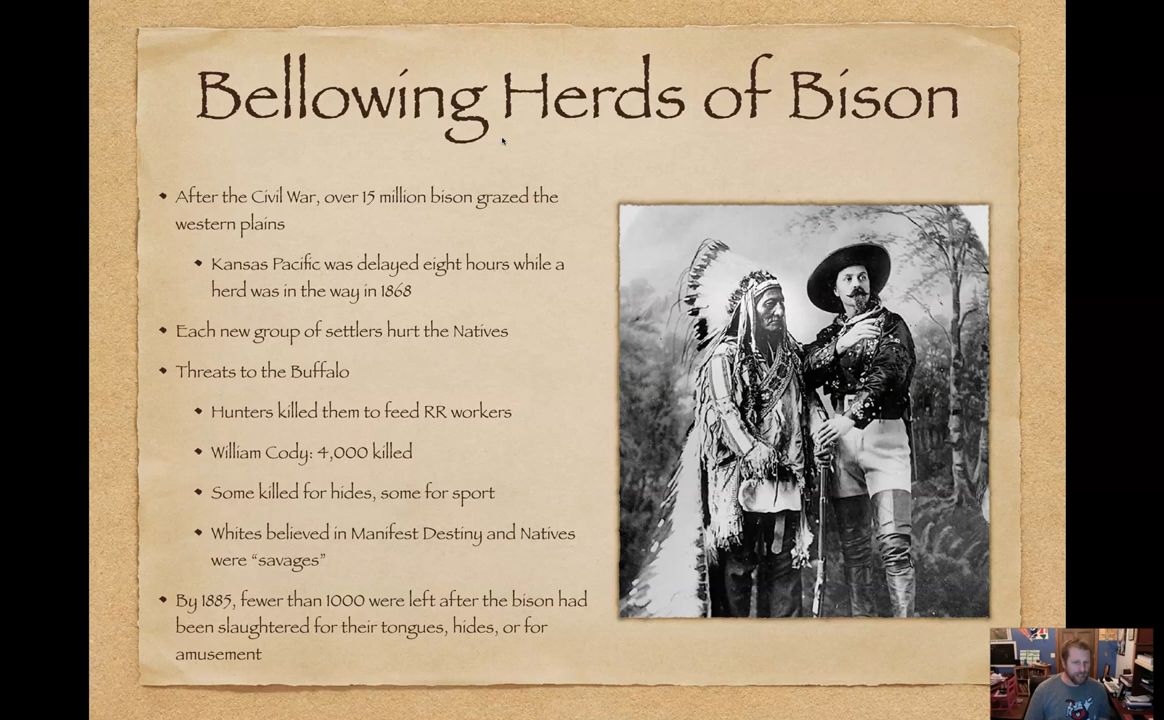 Bellowing Herds of Bison
After the Civil War, over 15 million bison grazed the
western plains
Kansas Pacific was delayed eight hours while a
herd was in the way in 1868
Each new group of settlers hurt the Natives
Threats to the Buffalo
Hunters killed them to feed RR workers
William Cody: 4,000 killed
Some killed for hides, some for sport
Whites believed in Manifest Destiny and Natives
were “savages”
By 1885, fewer than 1000 were left after the bison had
been slaughtered for their tongues, hides, or for
amusement